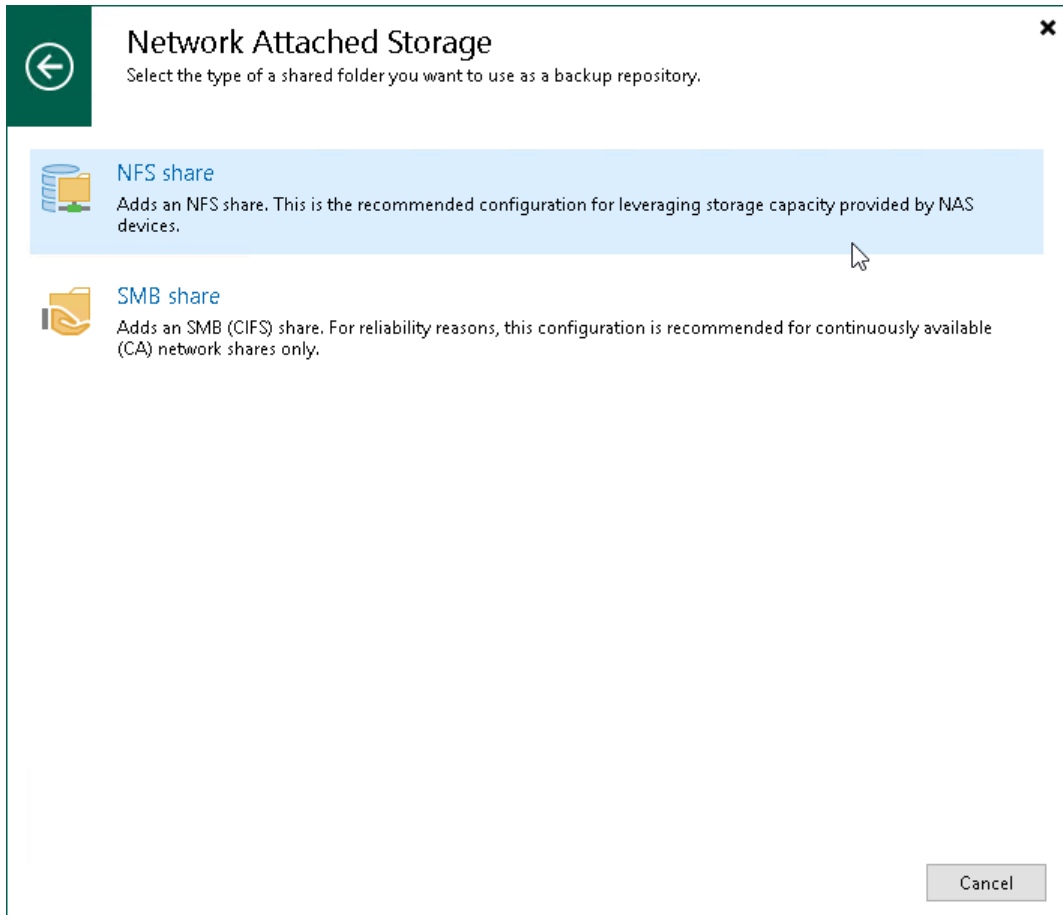 Network Attached Storage
Select the type of a shared folder you want to use as a backup repository.
NFS share
Adds an NFS share. This is the recommended configuration for leveraging storage capacity provided by NAS
devices.
SMB share
Adds an SMB (CIFS) share. For reliability reasons, this configuration is recommended for continuously available
(CA) network shares only.
Cancel